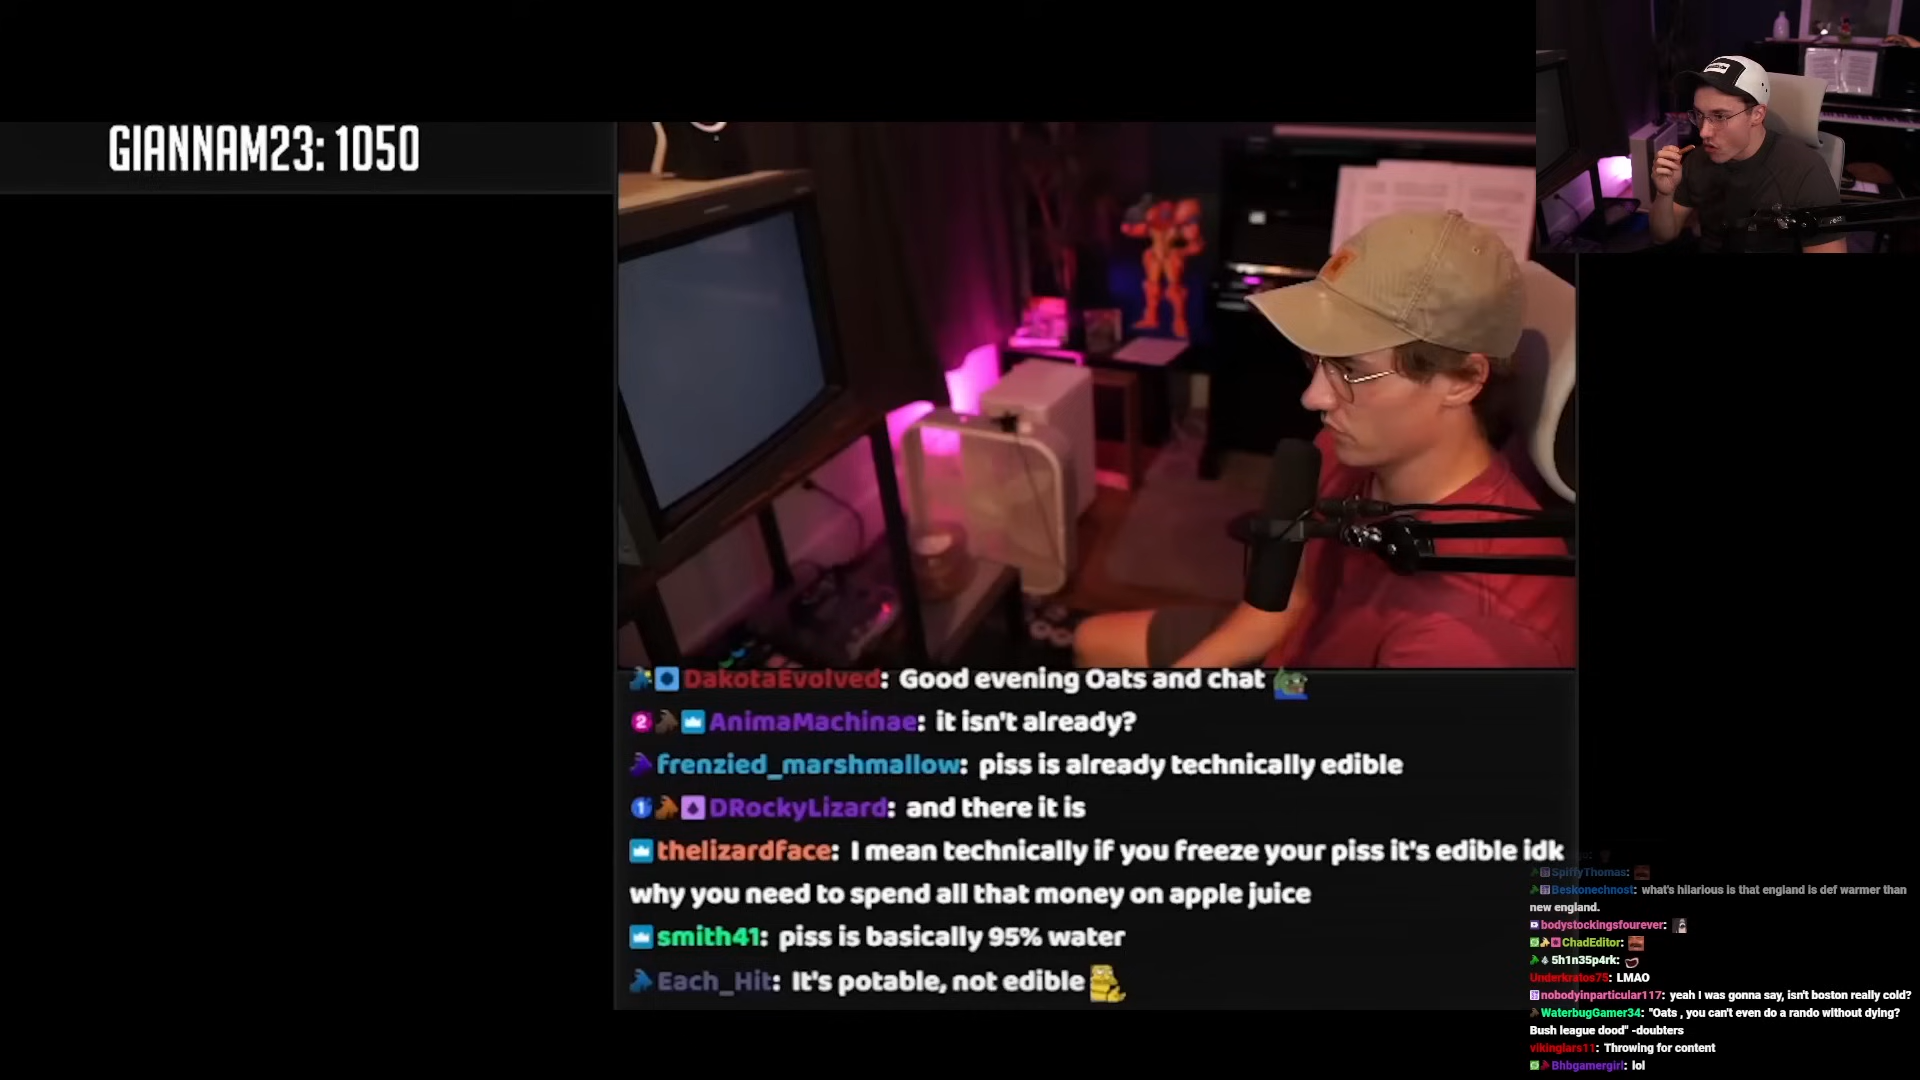 GIANNAM23: 1050
DakotaEvolved: Good evening Oats and chat
2 AnimaMachinae: it isn't already?
frenzied_marshmallow: piss is already technically edible
1 DRockyLizard: and there it is
thelizardface: I mean technically if you freeze your piss it's edible idk
why you need to spend all that money on apple juice
smith41: piss is basically 95% water
Each_Hit: It's potable, not edible
SpiffyThomas:
Beskonechnost: what's hilarious is that england is def warmer than
new england.
bodystockingsfourever:
ChadEditor:
5h1n35p4rk:
Underkratos75: LMAO
nobodyinparticular117: yeah I was gonna say, isn't boston really cold?
WaterbugGamer34: "Oats , you can't even do a rando without dying?
Bush league dood" -doubters
vikinglars11: Throwing for content
Bhbgamergirl: lol